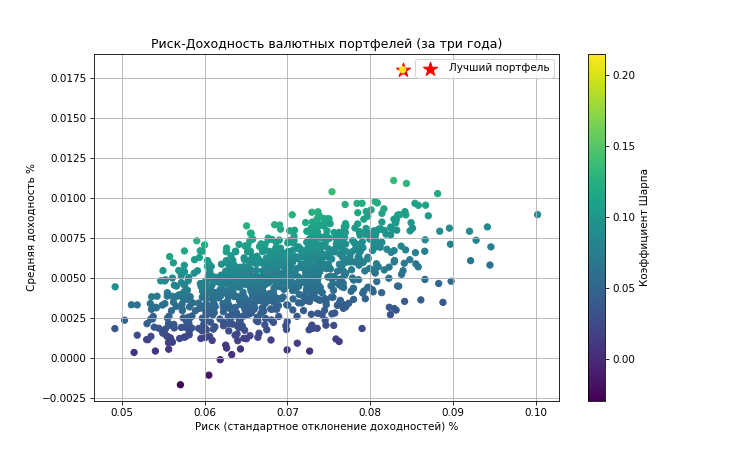 Риск-Доходность валютных портфелей (за три года)
Лучший портфель
0.0175
0.0150
0.0125
0.0100
0.0075
0.0050
0.0025
0.0000
−0.0025
Средняя доходность %
0.05 0.06 0.07 0.08 0.09 0.10
Риск (стандартное отклонение доходностей) %
0.20
0.15
0.10
0.05
0.00
Коэффициент Шарпа